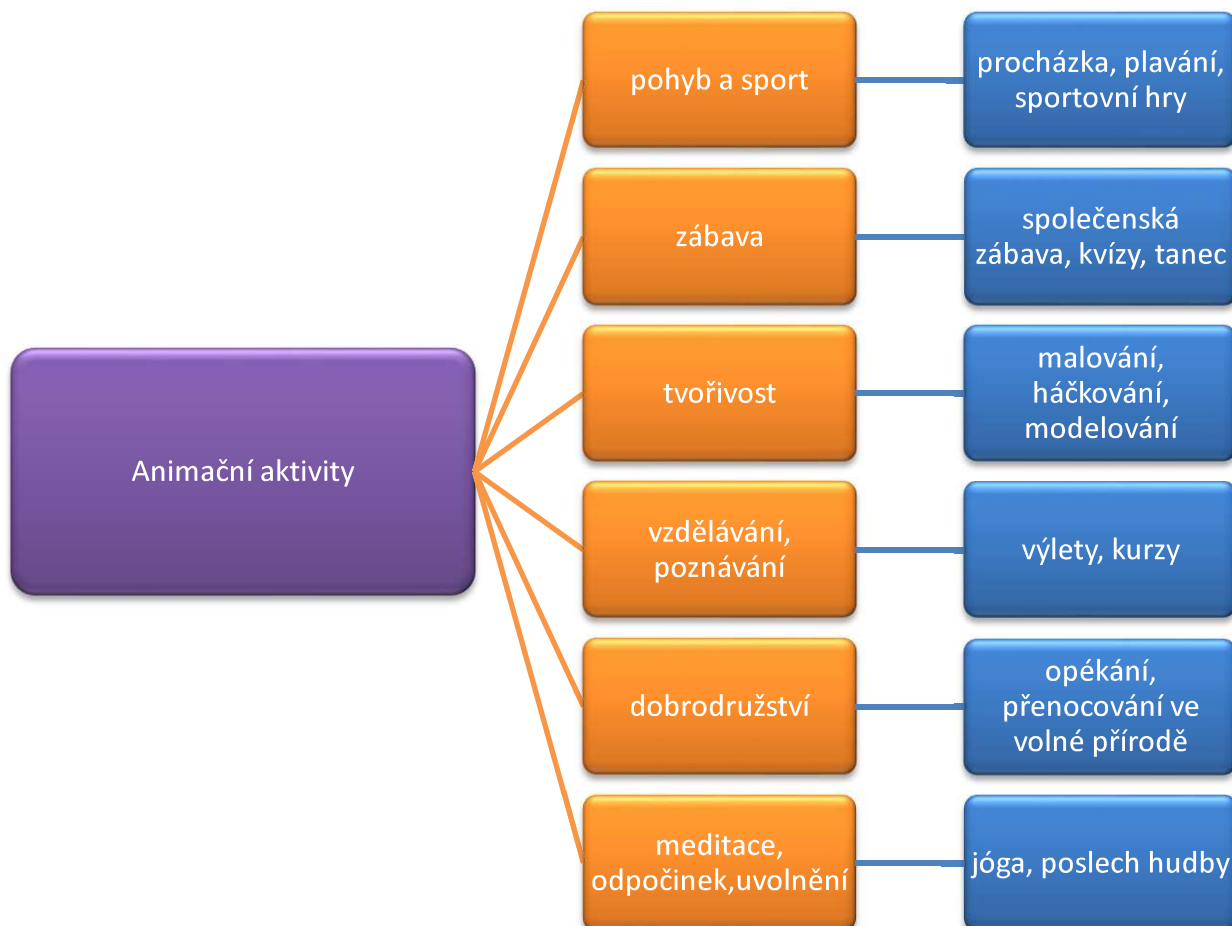 Animační aktivity
pohyb a sport
procházka, plavání,
sportovní hry
zábava
společenská
zábava, kvízy, tanec
tvořivost
malování,
háčkování,
modelování
vzdělávání,
poznávání
výlety, kurzy
dobrodružství
opékání,
přenocování ve
volné přírodě
meditace,
odpočinek,uvolnění
jóga, poslech hudby